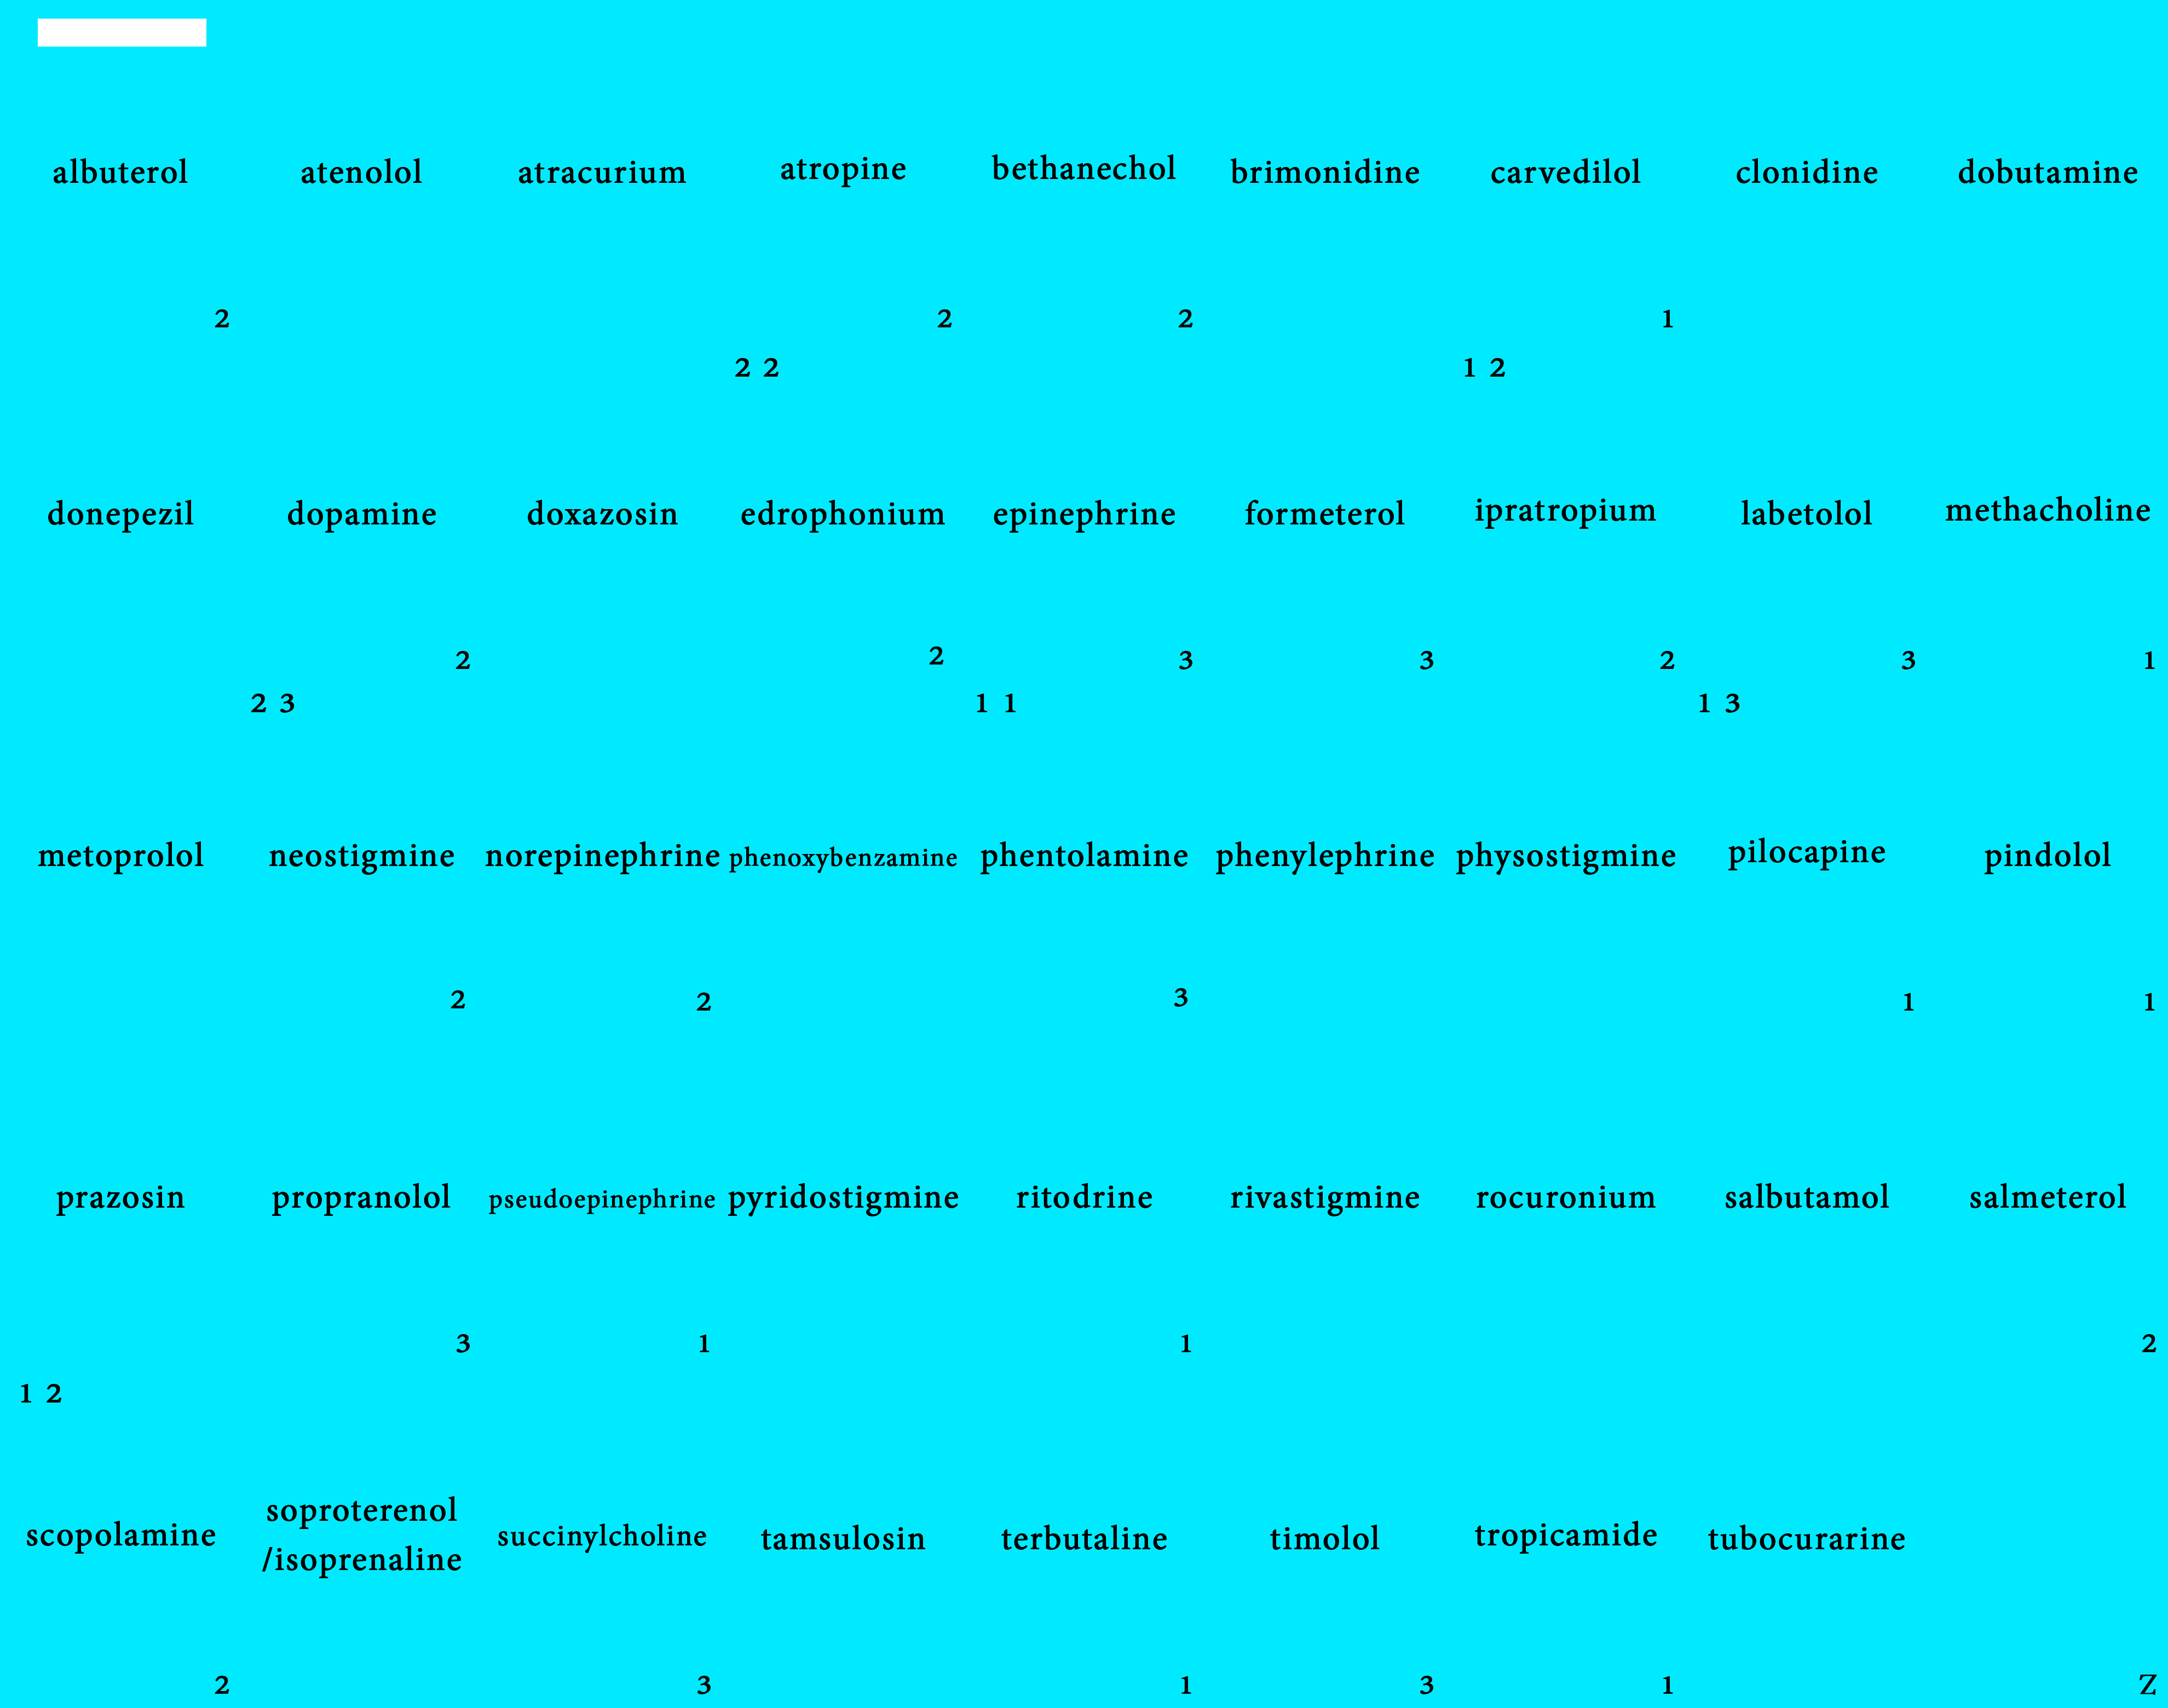 albuterol atenolol atracurium atropine bethanechol brimonidine carvedilol clonidine dobutamine
2 2 2 1
2 2 1 2
donepezil dopamine doxazosin edrophonium epinephrine formeterol ipratropium labetolol methacholine
2 2 3 3 2 3 1
2 3 1 1 1 3
metoprolol neostigmine norepinephrine phenoxybenzamine phentolamine phenylephrine physostigmine pilocapine pindolol
2 2 3 1 1
prazosin propranolol pseudoepinephrine pyridostigmine ritodrine rivastigmine rocuronium salbutamol salmeterol
3 1 1 2
1 2
scopolamine soproterenol
/isoprenaline succinylcholine tamsulosin terbutaline timolol tropicamide tubocurarine
2 3 1 3 1 Z